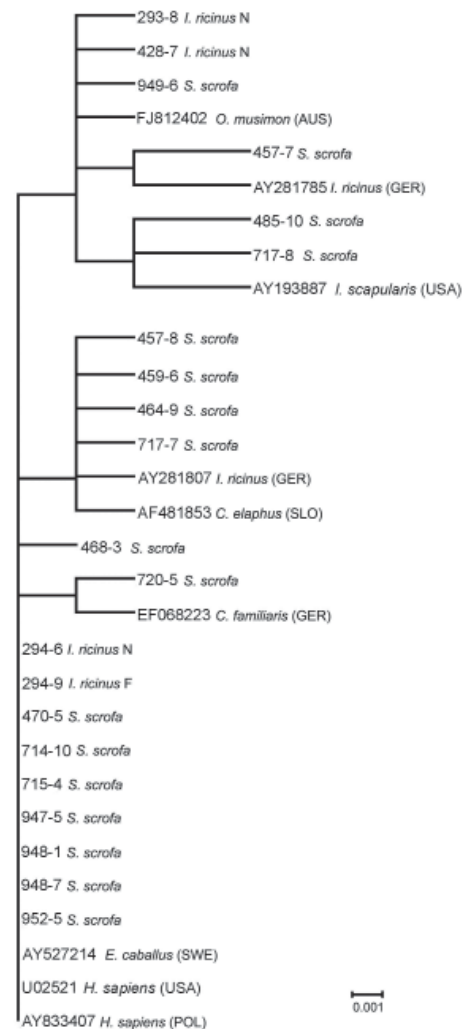 293-8 I. ricinus N
428-7 I. ricinus N
949-6 S. scrofa
FJ812402 O. musimon (AUS)
457-7 S. scrofa
AY281785 I. ricinus (GER)
485-10 S. scrofa
717-8 S. scrofa
AY193887 I. scapularis (USA)
457-8 S. scrofa
459-6 S. scrofa
464-9 S. scrofa
717-7 S. scrofa
AY281807 I. ricinus (GER)
AF481853 C. elaphus (SLO)
468-3 S. scrofa
720-5 S. scrofa
EF068223 C. familiaris (GER)
294-6 I. ricinus N
294-9 I. ricinus F
470-5 S. scrofa
714-10 S. scrofa
715-4 S. scrofa
947-5 S. scrofa
948-1 S. scrofa
948-7 S. scrofa
952-5 S. scrofa
AY527214 E. caballus (SWE)
U02521 H. sapiens (USA)
AY833407 H. sapiens (POL)
0.001